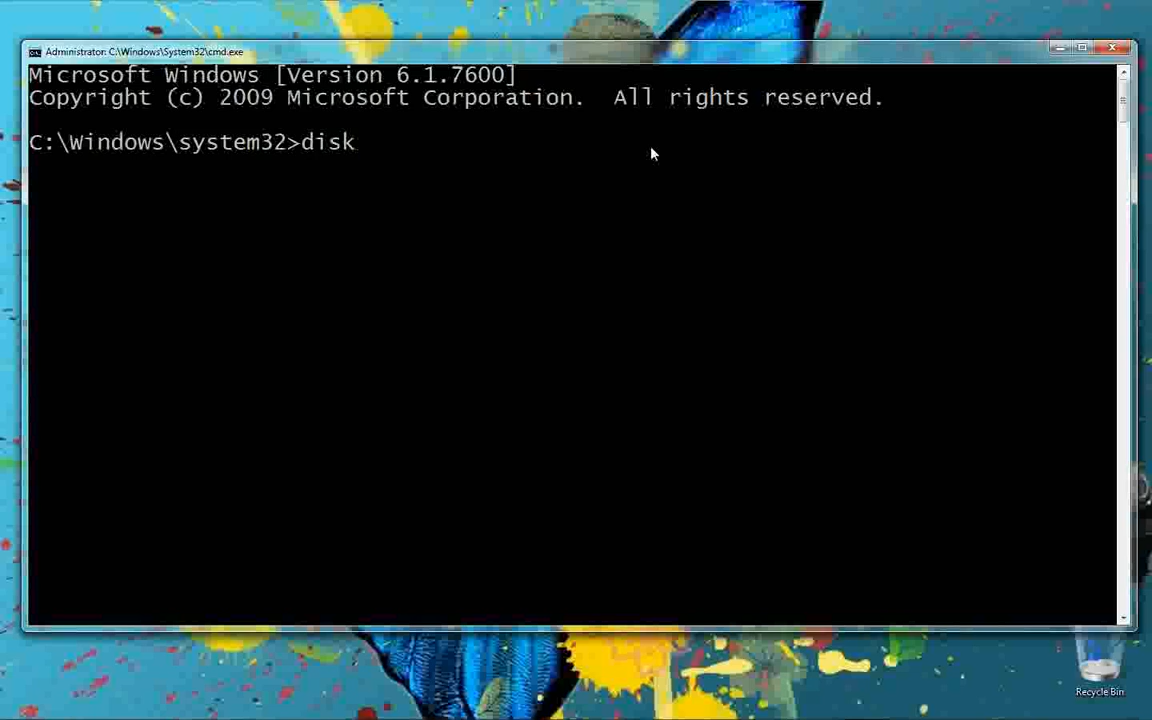 Administrator: C:\Windows\System32\cmd.exe
Microsoft Windows [Version 6.1.7600]
Copyright (c) 2009 Microsoft Corporation.  All rights reserved.
C:\Windows\system32>disk
Recycle Bin